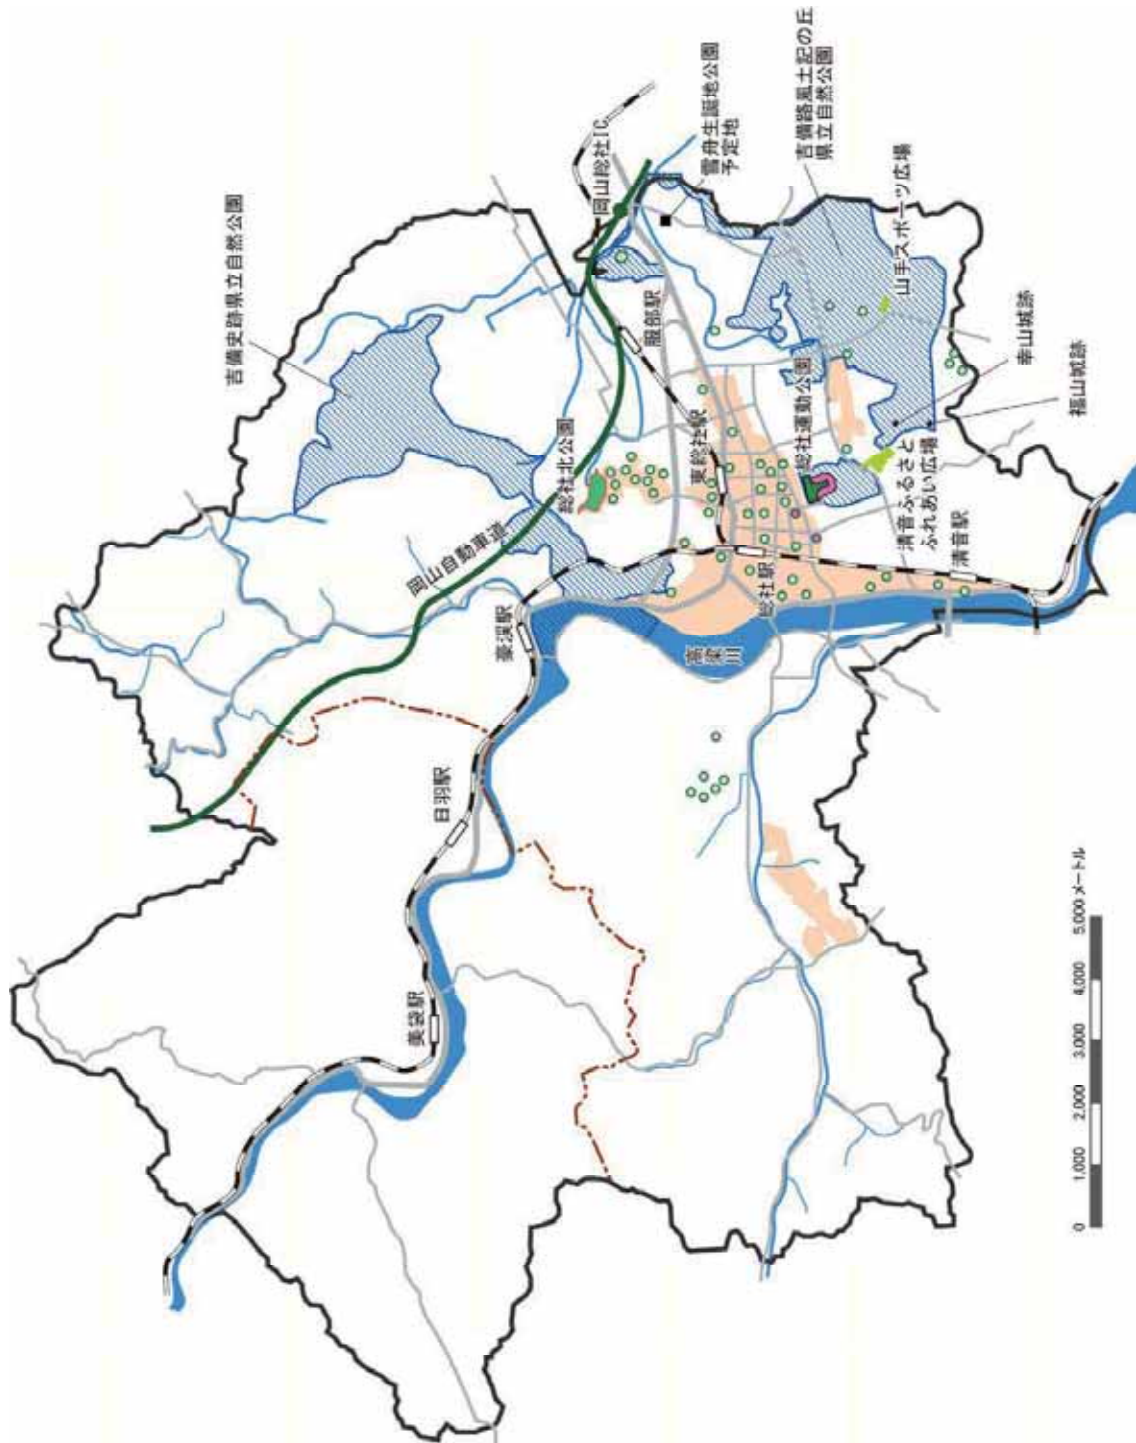 吉備史跡県立自然公園
岡山総社IC
雪舟生誕地公園
予定地
吉備路風土記の丘
県立自然公園
総社北公園
服部駅
岡山自動車道
東総社駅
総社運動公園
山手スポーツ広場
幸山城跡
福山城跡
豪渓駅
総社駅
清音ふるさと
ふれあい広場
清音駅
高梁川
日羽駅
美袋駅
0 1,000 2,000 3,000 4,000 5,000 メートル